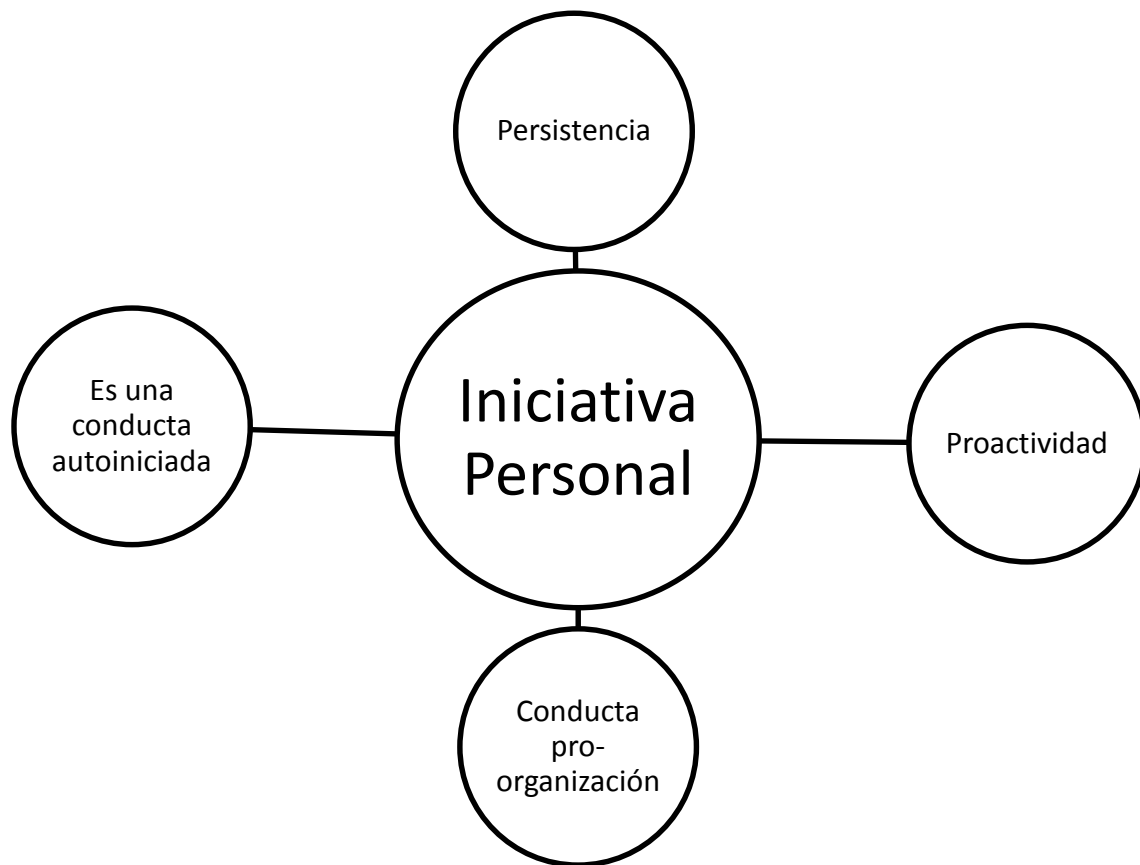 Persistencia
Es una
conducta
autoiniciada
Iniciativa
Personal
Proactividad
Conducta
pro-
organización